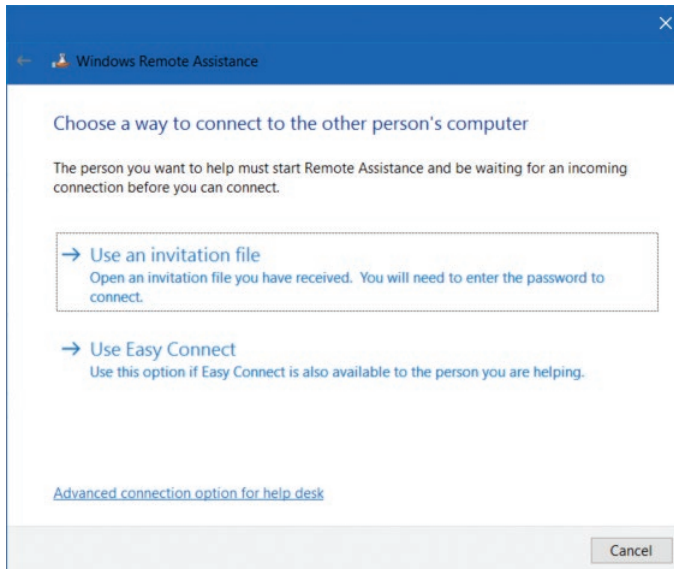 Windows Remote Assistance
Choose a way to connect to the other person's computer
The person you want to help must start Remote Assistance and be waiting for an incoming
connection before you can connect.
Use an invitation file
Open an invitation file you have received. You will need to enter the password to
connect.
Use Easy Connect
Use this option if Easy Connect is also available to the person you are helping.
Advanced connection option for help desk
Cancel